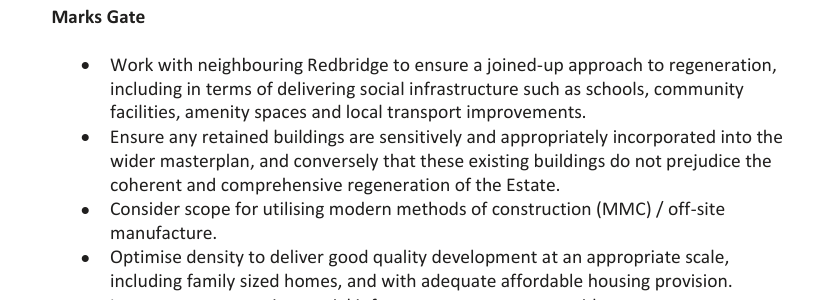 Marks Gate
• Work with neighbouring Redbridge to ensure a joined-up approach to regeneration,
including in terms of delivering social infrastructure such as schools, community
facilities, amenity spaces and local transport improvements.
• Ensure any retained buildings are sensitively and appropriately incorporated into the
wider masterplan, and conversely that these existing buildings do not prejudice the
coherent and comprehensive regeneration of the Estate.
• Consider scope for utilising modern methods of construction (MMC) / off-site
manufacture.
• Optimise density to deliver good quality development at an appropriate scale,
including family sized homes, and with adequate affordable housing provision.